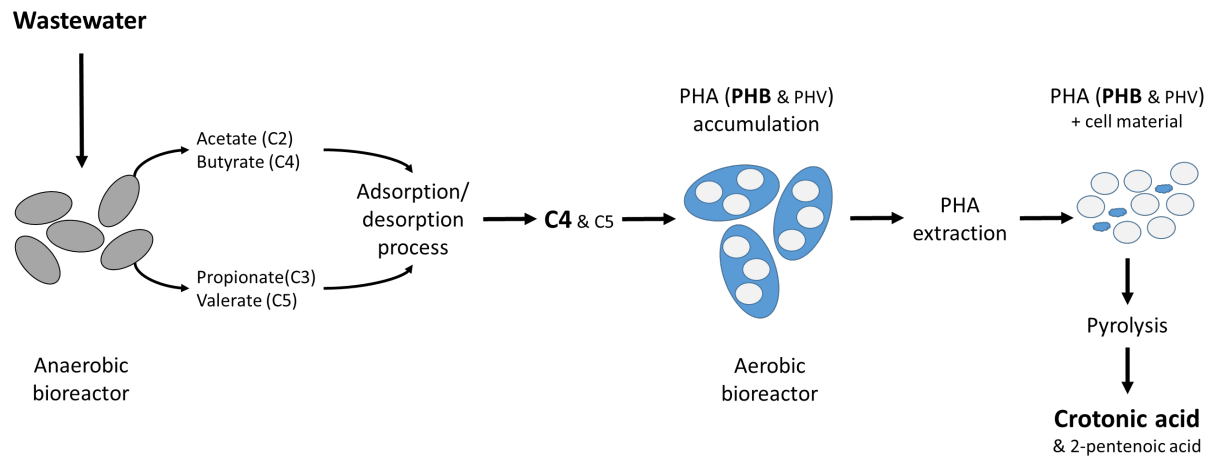 Wastewater
Acetate (C2)
Butyrate (C4)
Propionate(C3)
Valerate (C5)
Anaerobic
bioreactor
Adsorption/
desorption
process
C4 & C5
PHA (PHB & PHV)
accumulation
Aerobic
bioreactor
PHA
extraction
PHA (PHB & PHV)
+ cell material
Pyrolysis
Crotonic acid
& 2-pentenoic acid